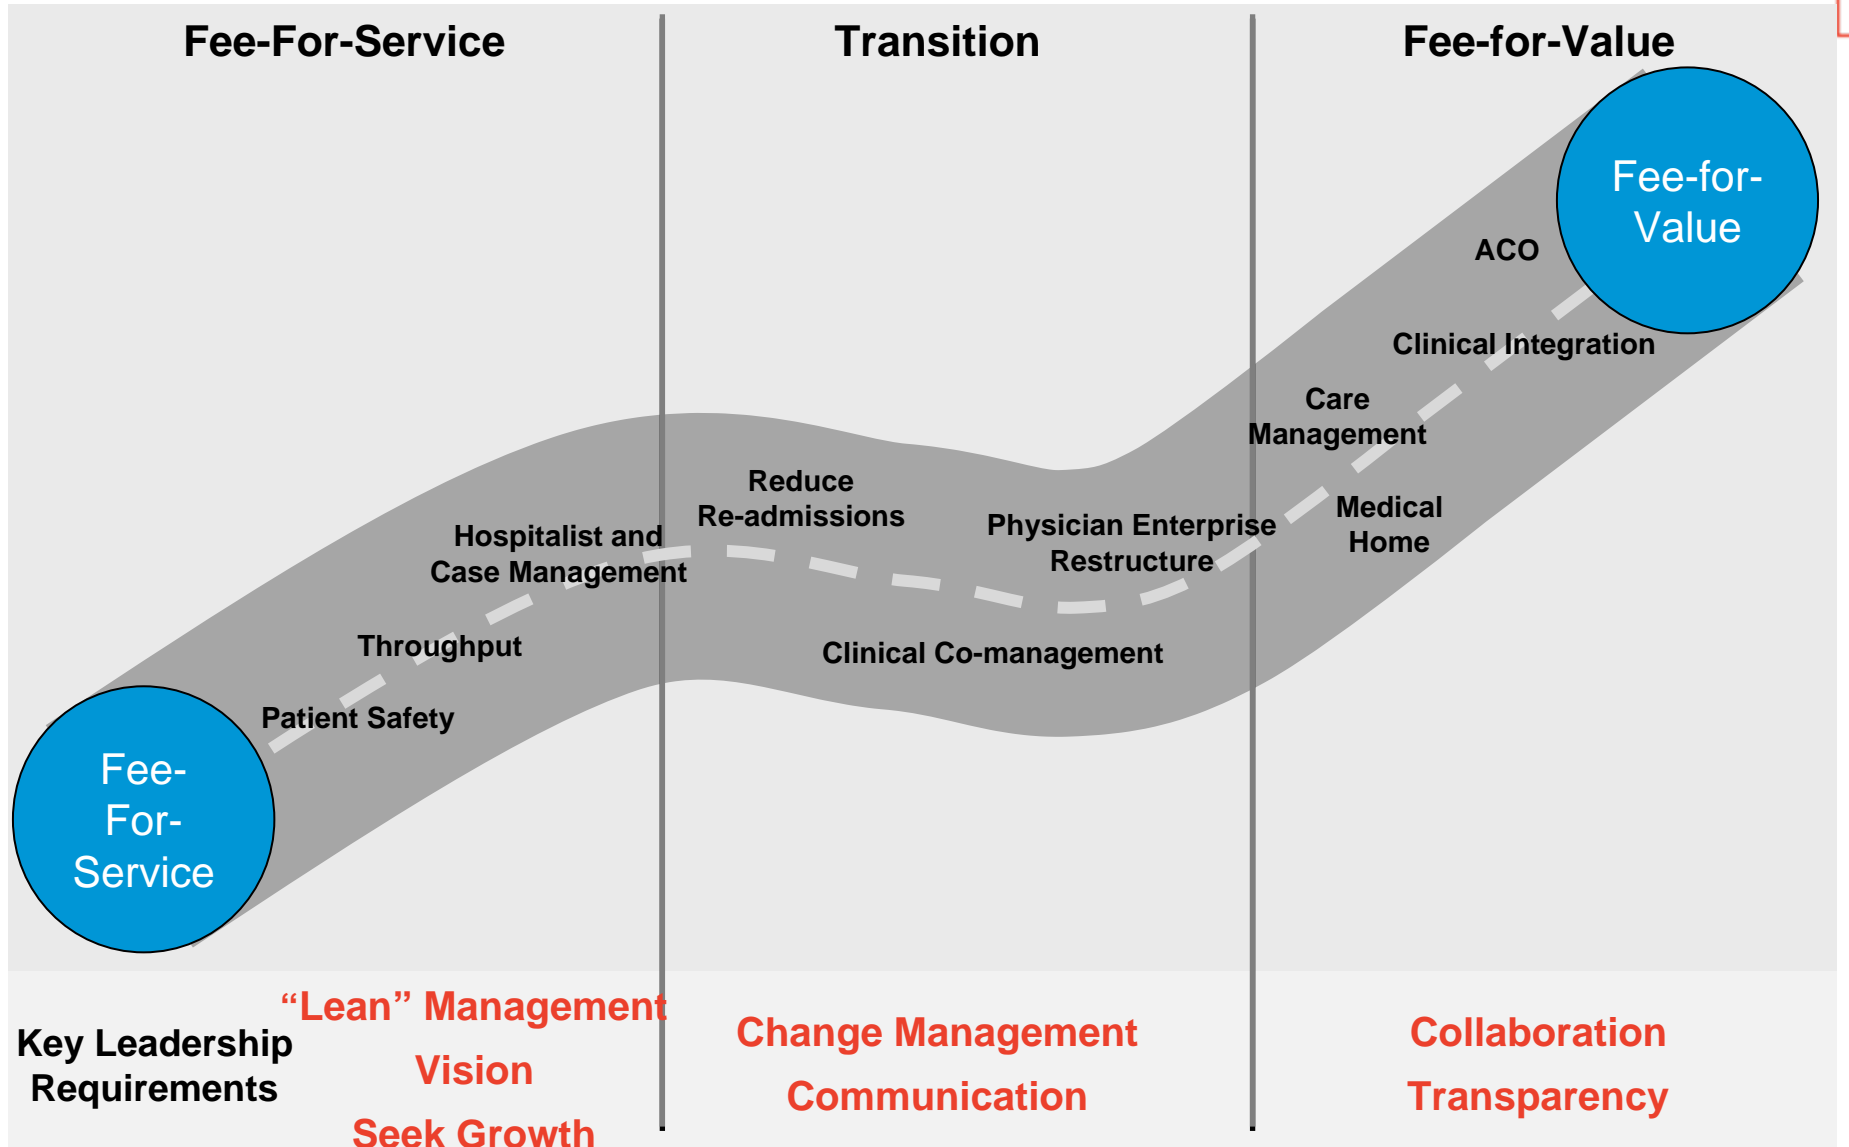 Fee-For-Service
Transition
Fee-for-Value
Fee-for-
Value
ACO
Clinical Integration
Care
Management
Medical
Home
Reduce
Re-admissions
Physician Enterprise
Restructure
Clinical Co-management
Hospitalist and
Case Management
Throughput
Patient Safety
Fee-
For-
Service
Key Leadership
Requirements
“Lean” Management
Vision
Seek Growth
Change Management
Communication
Collaboration
Transparency